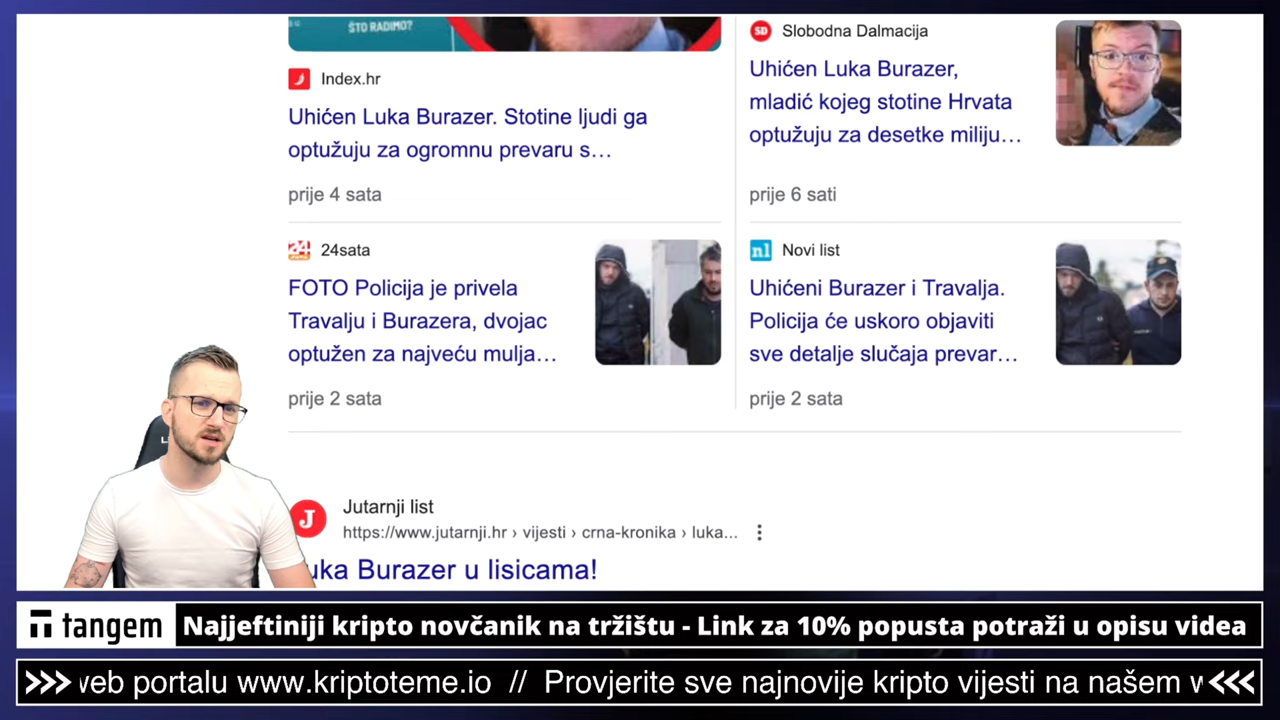 ŠTO RADIMO?
Index.hr
Uhićen Luka Burazer. Stotine ljudi ga
optužuju za ogromnu prevaru s...
prije 4 sata
SD Slobodna Dalmacija
Uhićen Luka Burazer,
mladić kojeg stotine Hrvata
optužuju za desetke miliju...
prije 6 sati
24 24sata
FOTO Policija je privela
Travalju i Burazera, dvojac
optužen za najveću mulja...
prije 2 sata
nl Novi list
Uhićeni Burazer i Travalja.
Policija će uskoro objaviti
sve detalje slučaja prevar...
prije 2 sata
J Jutarnji list
https://www.jutarnji.hr › vijesti › crna-kronika › luka...
uka Burazer u lisicama!
tangem Najjeftiniji kripto novčanik na tržištu - Link za 10% popusta potraži u opisu videa
>>> web portalu www.kriptoteme.io // Provjerite sve najnovije kripto vijesti na našem w <<<